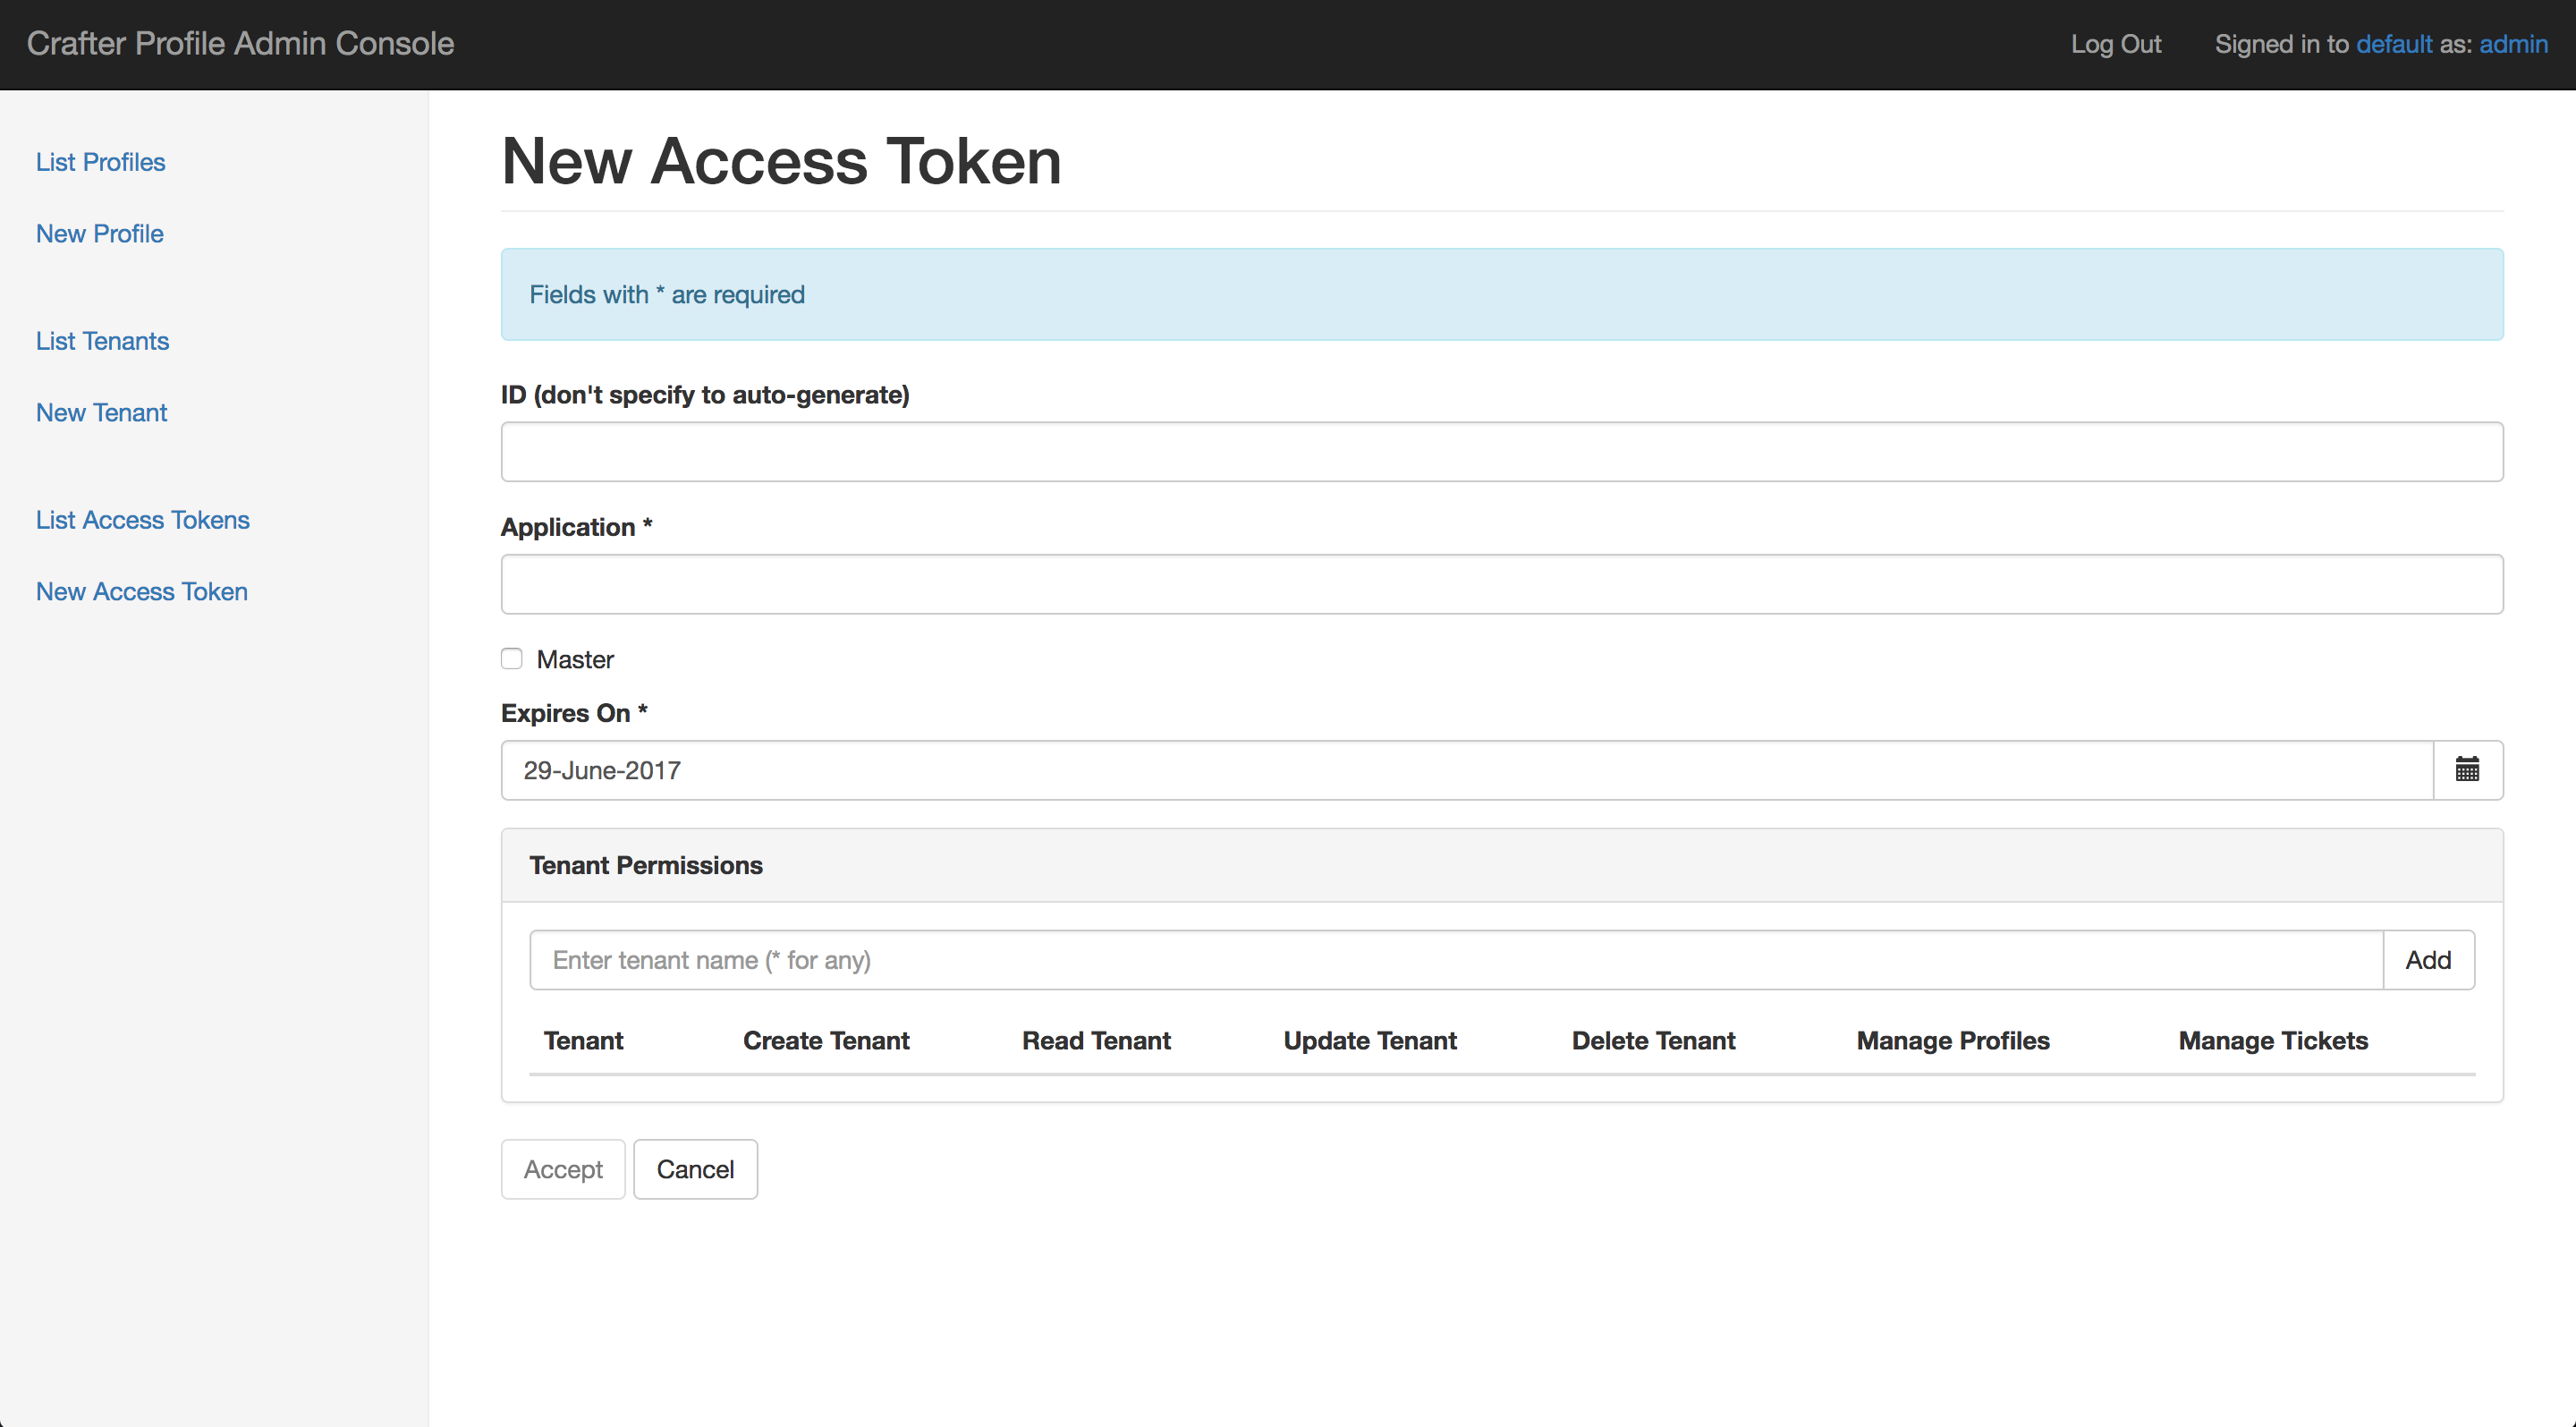 Crafter Profile Admin Console
Log Out Signed in to default as: admin
List Profiles
New Profile
List Tenants
New Tenant
List Access Tokens
New Access Token
New Access Token
Fields with * are required
ID (don't specify to auto-generate)
Application *
Master
Expires On *
29-June-2017
Tenant Permissions
Enter tenant name (* for any) Add
Tenant Create Tenant Read Tenant Update Tenant Delete Tenant Manage Profiles Manage Tickets
Accept Cancel